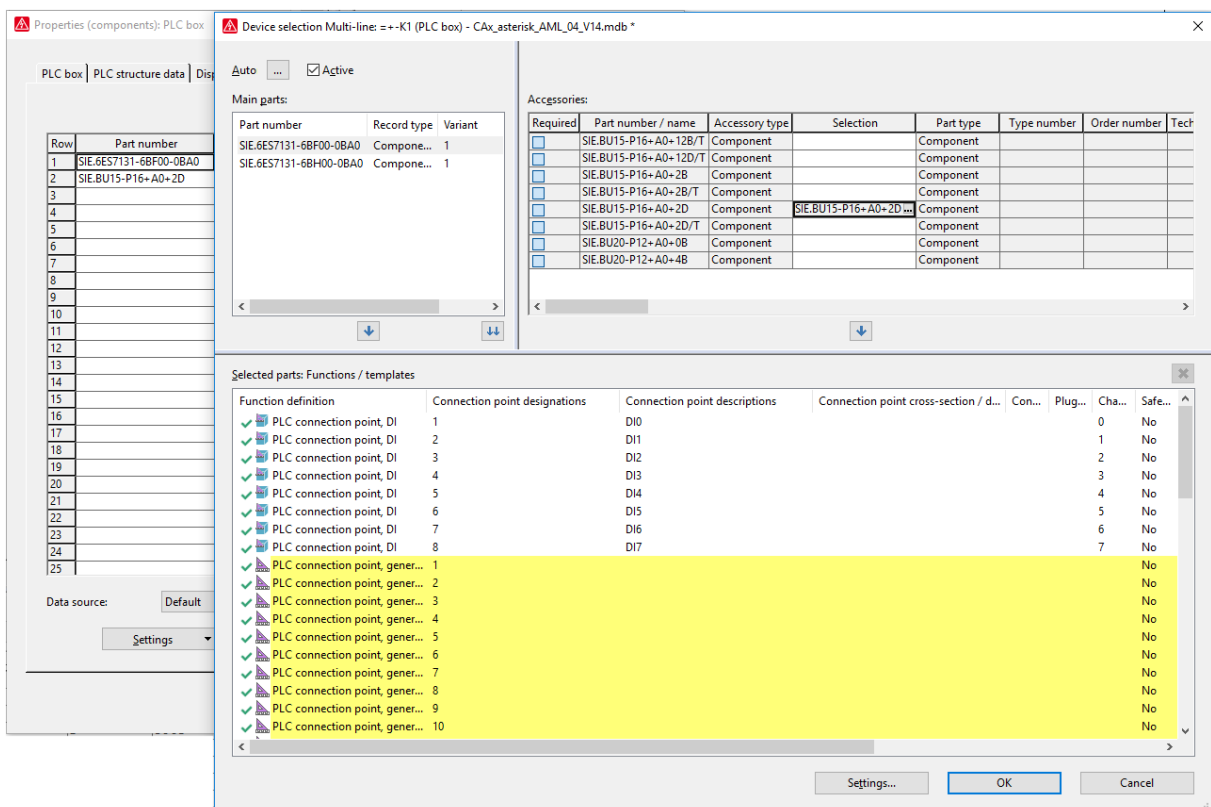 Properties (components): PLC box
PLC box
PLC structure data
Row Part number
1 SIE.6ES7131-6BF00-0BA0
2 SIE.BU15-P16+A0+2D
3
4
5
6
7
8
9
10
11
12
13
14
15
16
17
18
19
20
21
22
23
24
25
Data source: Default
Settings
Device selection Multi-line: =+-K1 (PLC box) - CAx_asterisk_AML_04_V14.mdb *
Auto ... Active
Main parts:
Part number Record type Variant
SIE.6ES7131-6BF00-0BA0 Compone... 1
SIE.6ES7131-6BH00-0BA0 Compone... 1
Accessories:
Required Part number / name Accessory type Selection Part type Type number Order number Tech
SIE.BU15-P16+A0+12B/T Component Component
SIE.BU15-P16+A0+12D/T Component Component
SIE.BU15-P16+A0+2B Component Component
SIE.BU15-P16+A0+2B/T Component Component
SIE.BU15-P16+A0+2D Component SIE.BU15-P16+A0+2D ... Component
SIE.BU15-P16+A0+2D/T Component Component
SIE.BU20-P12+A0+0B Component Component
SIE.BU20-P12+A0+4B Component Component
Selected parts: Functions / templates
Function definition Connection point designations Connection point descriptions Connection point cross-section / d... Con... Plug... Cha... Safe...
PLC connection point, DI 1 DI0 0 No
PLC connection point, DI 2 DI1 1 No
PLC connection point, DI 3 DI2 2 No
PLC connection point, DI 4 DI3 3 No
PLC connection point, DI 5 DI4 4 No
PLC connection point, DI 6 DI5 5 No
PLC connection point, DI 7 DI6 6 No
PLC connection point, DI 8 DI7 7 No
PLC connection point, gener... 1 No
PLC connection point, gener... 2 No
PLC connection point, gener... 3 No
PLC connection point, gener... 4 No
PLC connection point, gener... 5 No
PLC connection point, gener... 6 No
PLC connection point, gener... 7 No
PLC connection point, gener... 8 No
PLC connection point, gener... 9 No
PLC connection point, gener... 10 No
Settings... OK Cancel